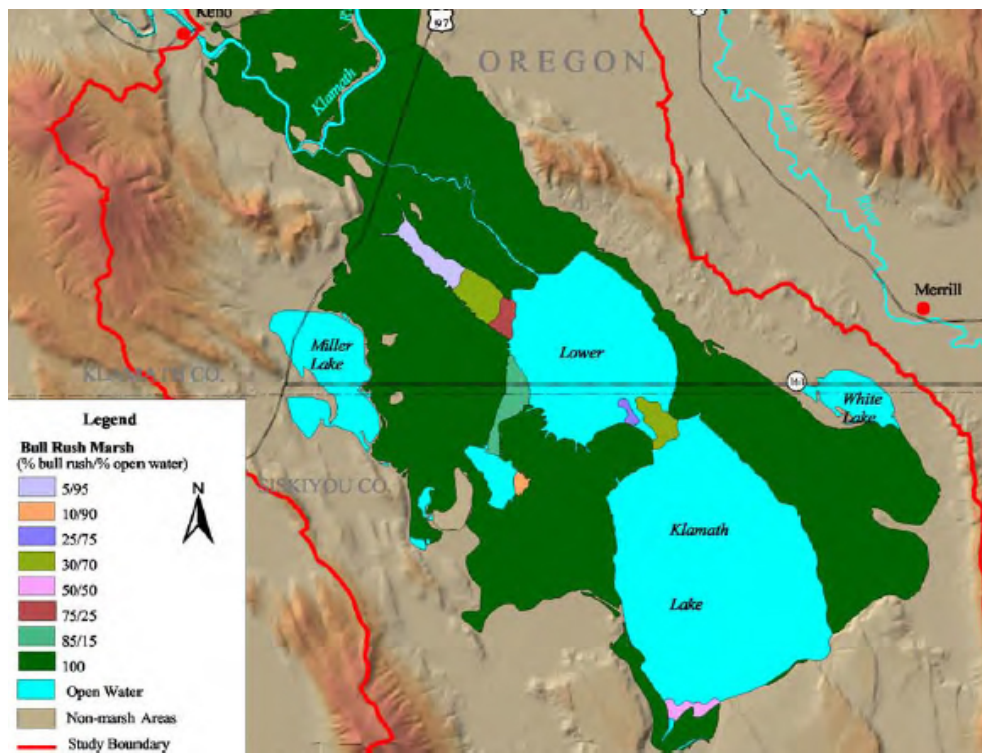 Keno
97
OREGON
Klamath
Lost
River
Merrill
Lower
Miller
Lake
161
White
Lake
KLAMATH CO.
SISKIYOU CO.
Klamath
Lake
Legend
Bull Rush Marsh
(% bull rush/% open water)
5/95
10/90
25/75
30/70
50/50
75/25
85/15
100
Open Water
Non-marsh Areas
Study Boundary
N